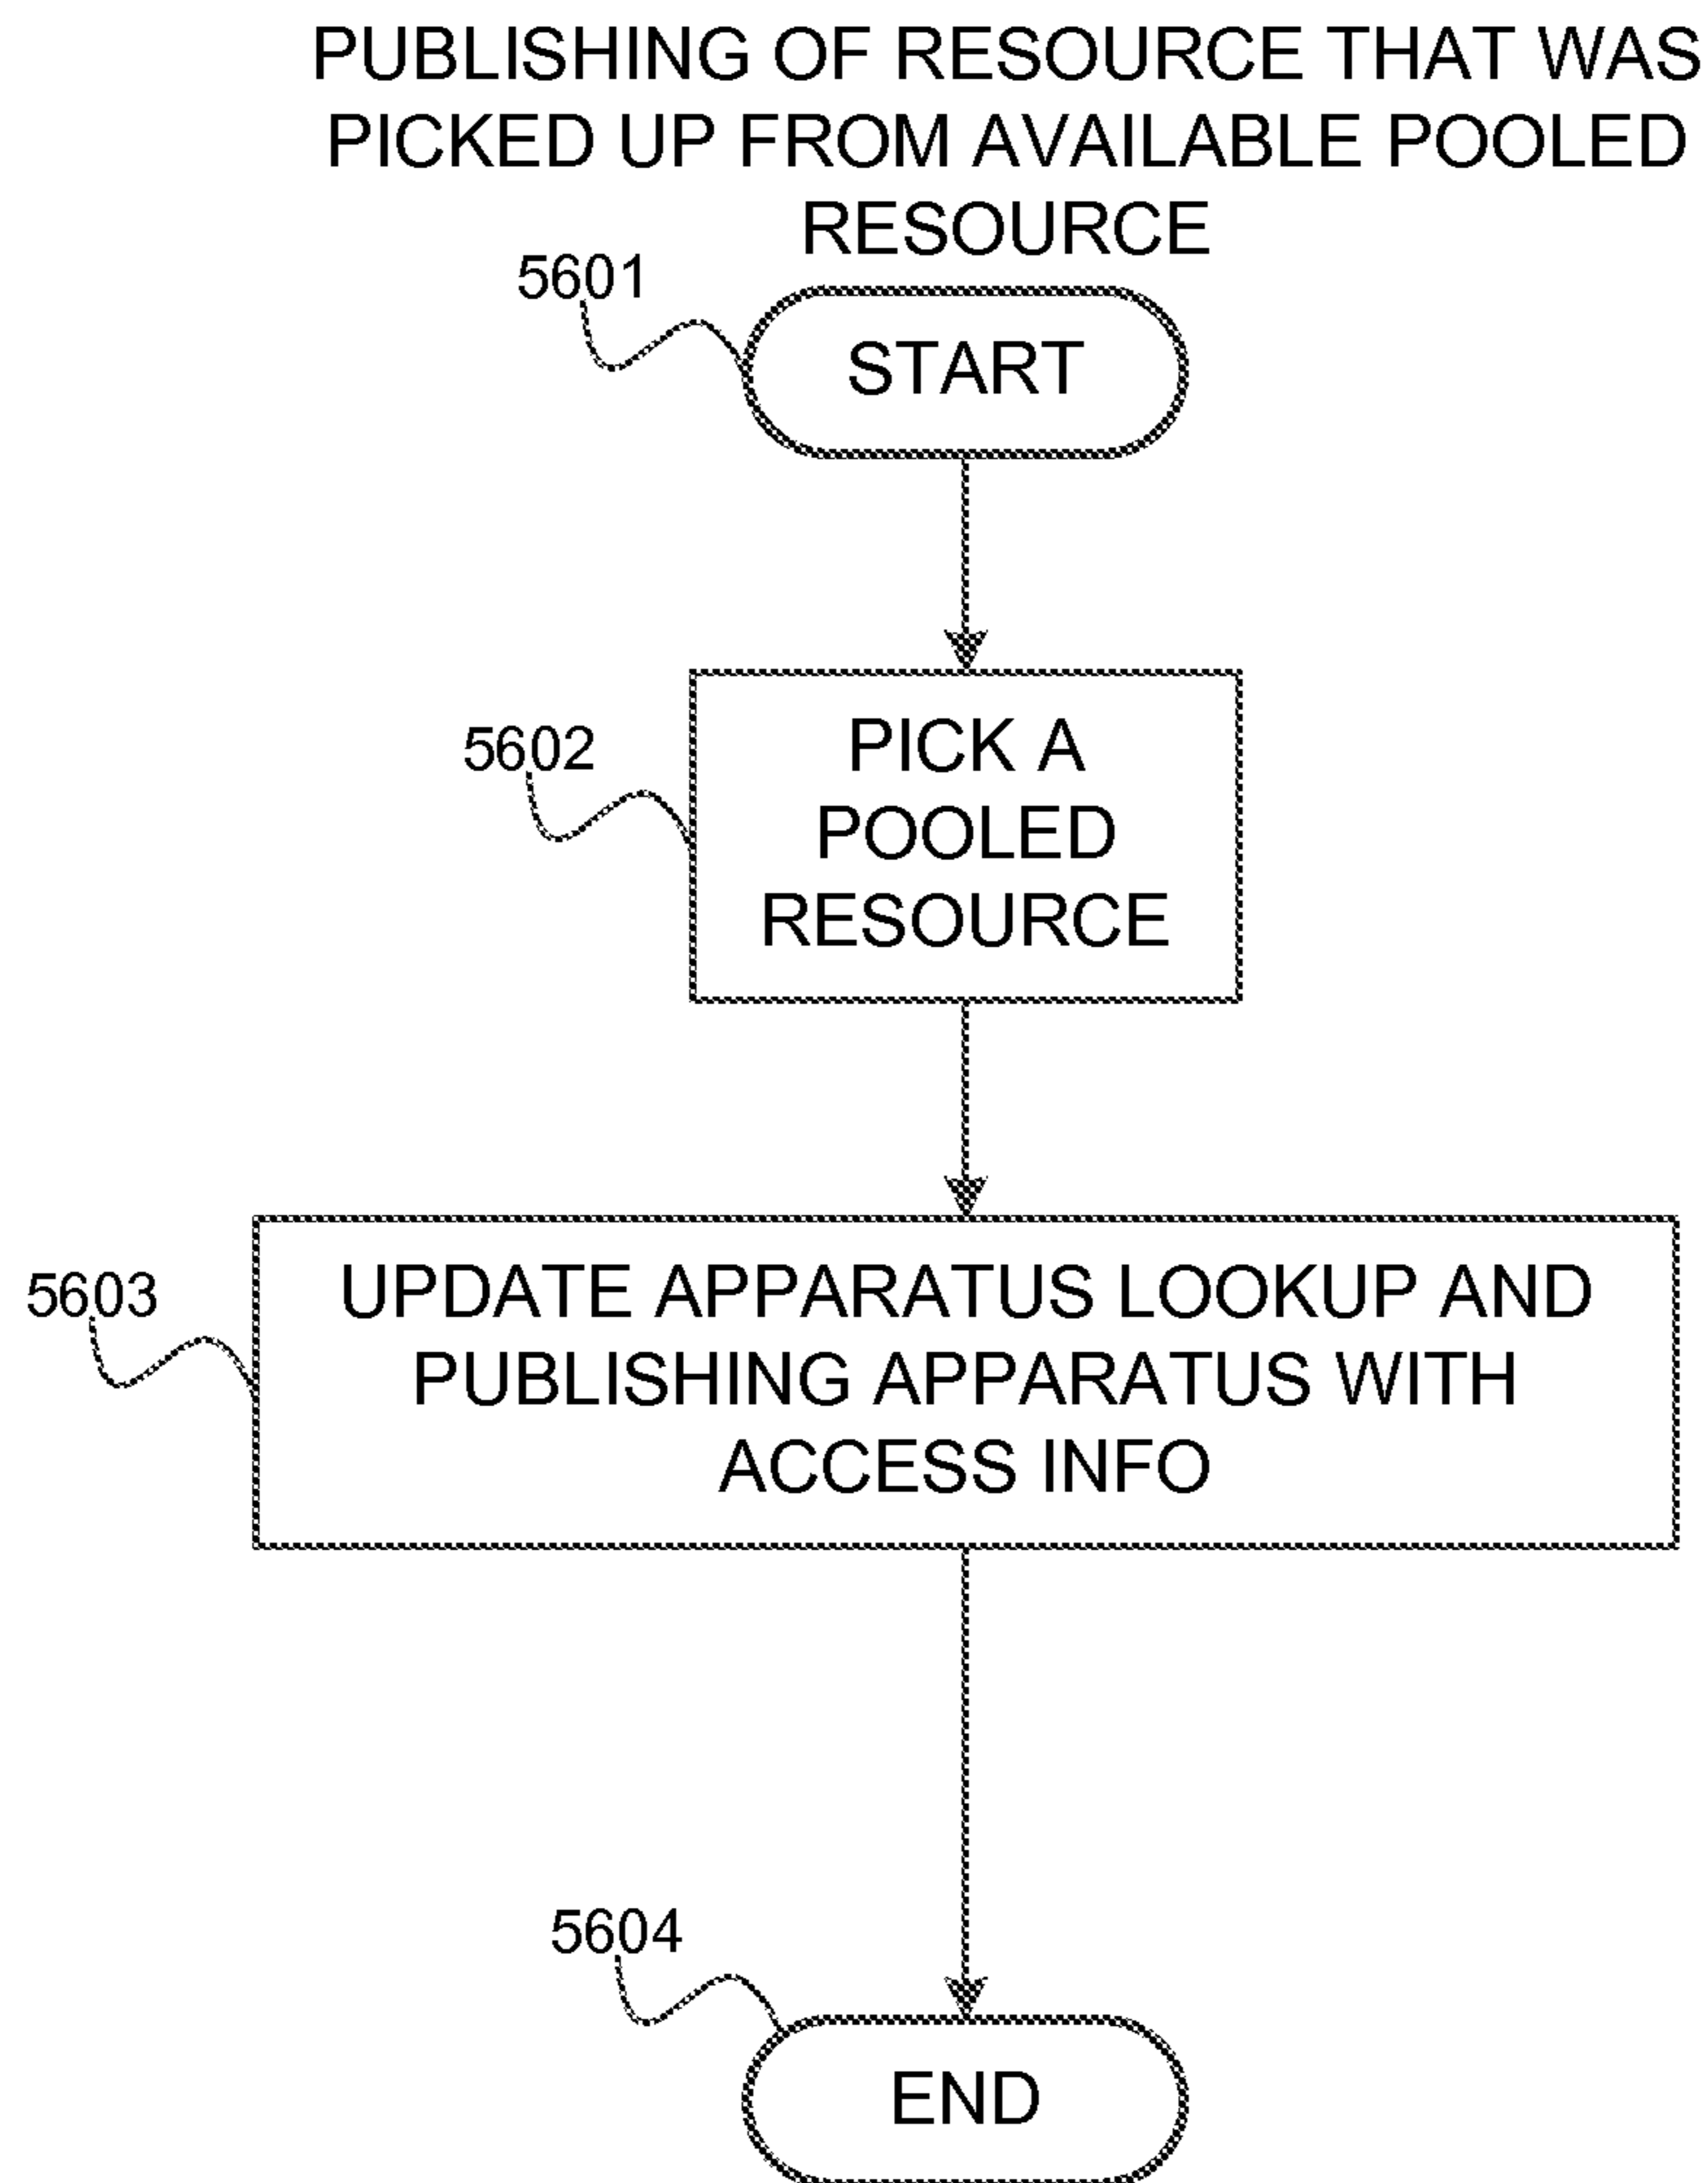 PUBLISHING OF RESOURCE THAT WAS
PICKED UP FROM AVAILABLE POOLED
RESOURCE
5601
START
5602
PICK A
POOLED
RESOURCE
5603
UPDATE APPARATUS LOOKUP AND
PUBLISHING APPARATUS WITH
ACCESS INFO
5604
END